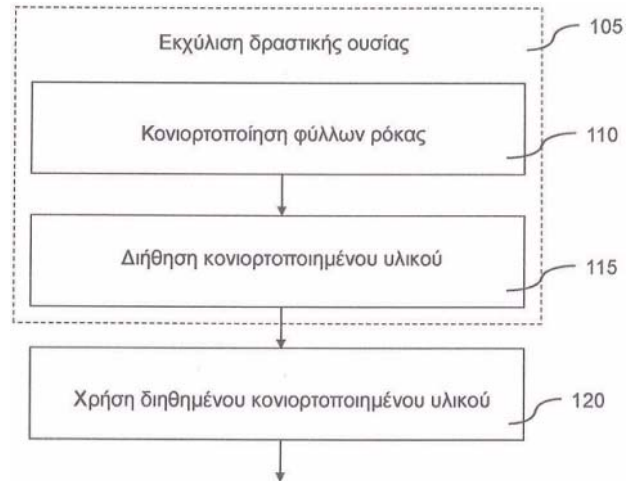 Εκχύλιση δραστικής ουσίας
105
Κονιορτοποίηση φύλλων ρόκας
110
Διήθηση κονιορτοποιημένου υλικού
115
Χρήση διηθημένου κονιορτοποιημένου υλικού
120